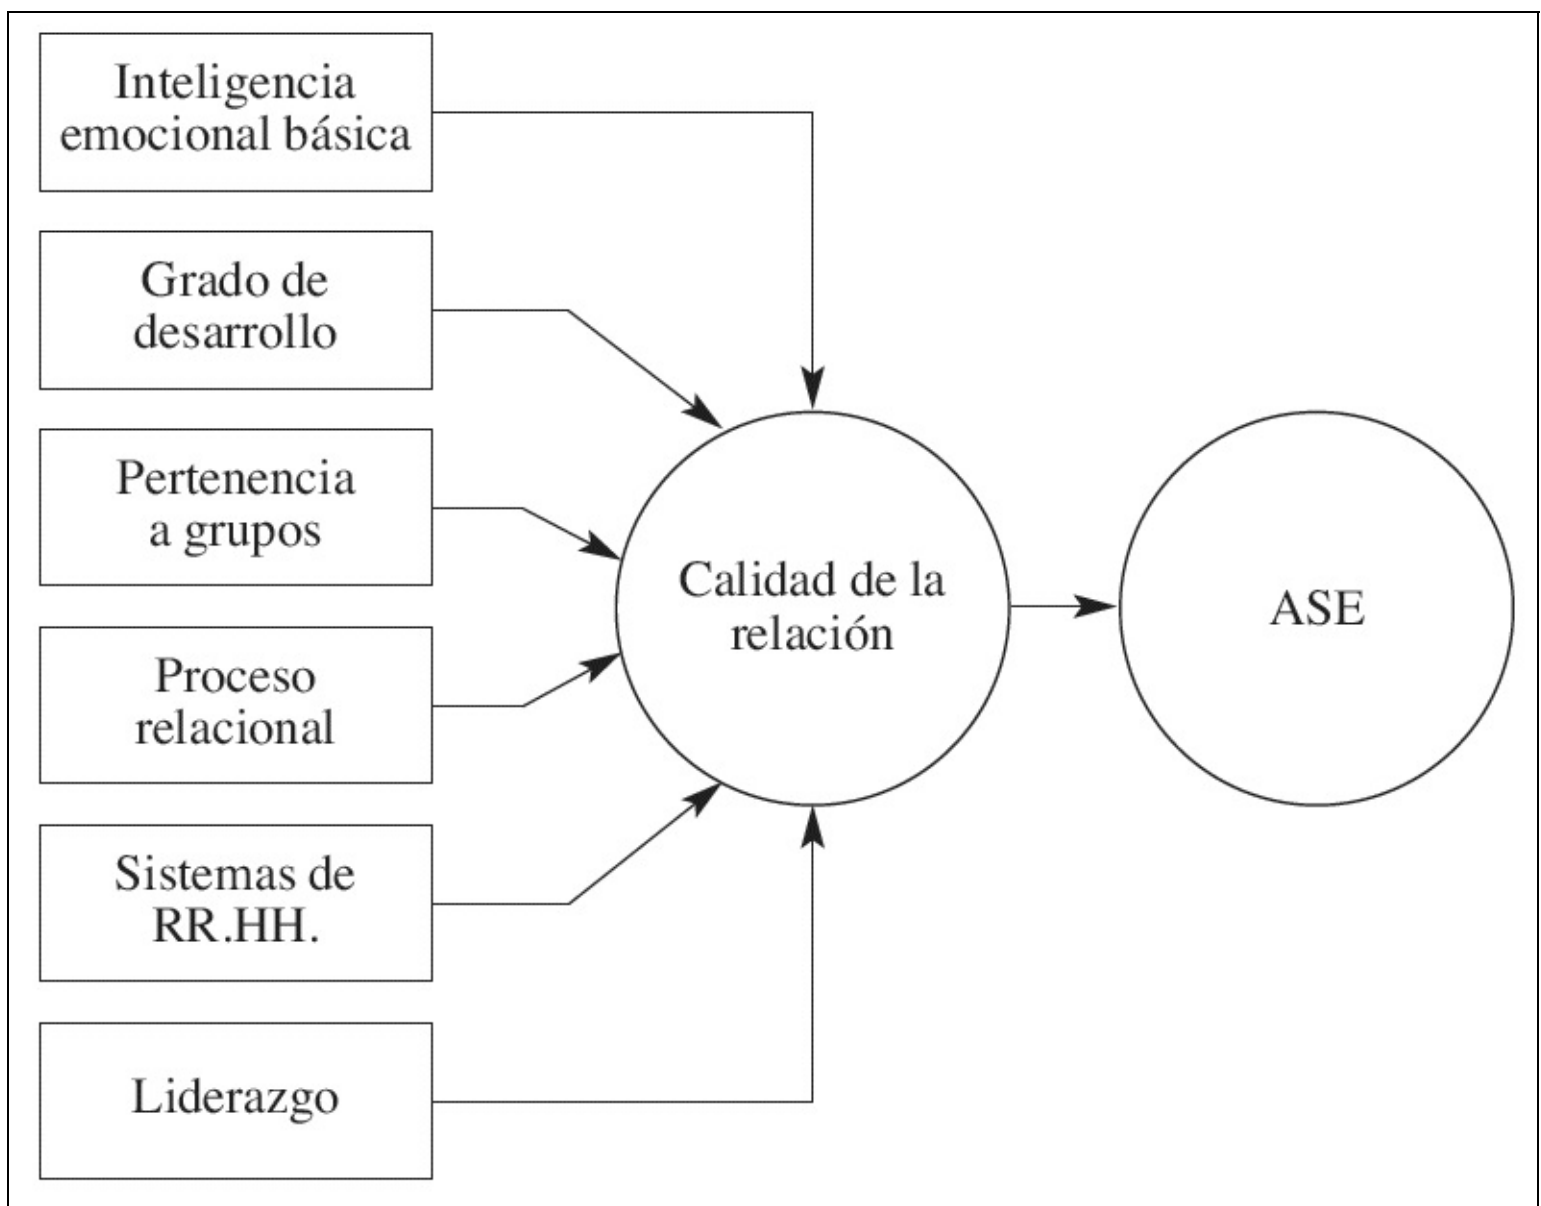 Inteligencia
emocional básica
Grado de
desarrollo
Pertenencia
a grupos
Proceso
relacional
Sistemas de
RR.HH.
Liderazgo
Calidad de la
relación
ASE